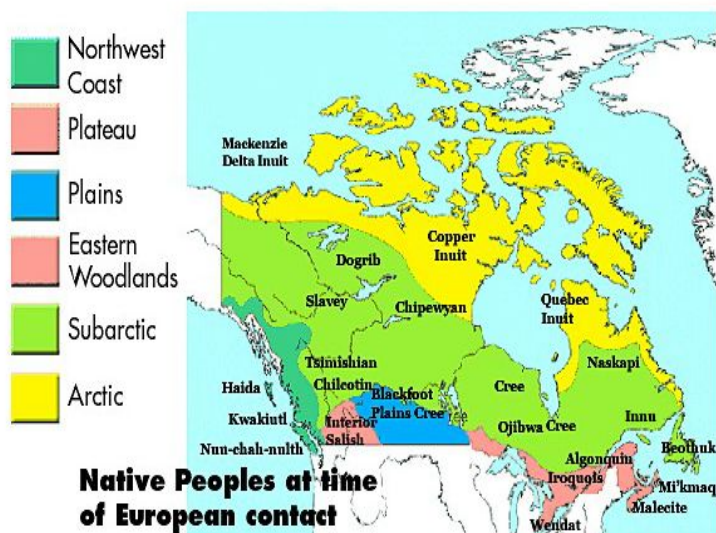 Northwest
Coast
Plateau
Plains
Eastern
Woodlands
Subarctic
Arctic
Mackenzie
Delta Inuit
Copper
Inuit
Dogrib
Slavey
Chipewyan
Quebec
Inuit
Naskapi
Tsimishian
Chilcotin
Haida
Kwakiutl
Nuu-chah-nulth
Interior
Salish
Blackfoot
Plains Cree
Cree
Ojibwa Cree
Innu
Beothuk
Algonquin
Iroquois
Mi'kmaq
Malecite
Wendat
Native Peoples at time
of European contact